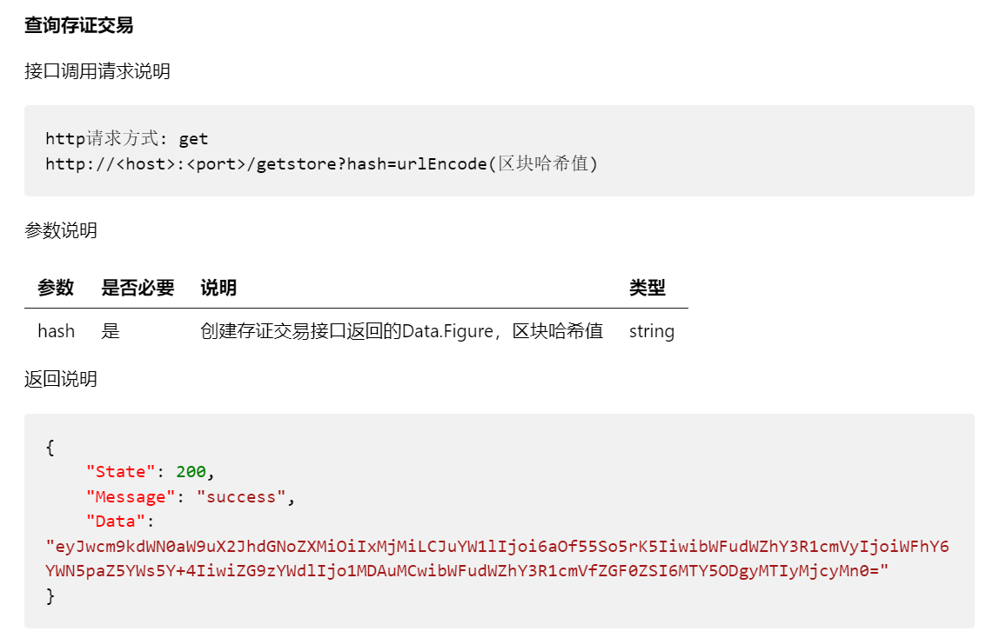 查询存证交易
接口调用请求说明
http请求方式: get
http://<host>:<port>/getstore?hash=urlEncode(区块哈希值)
参数说明
参数 是否必要 说明 类型
hash 是 创建存证交易接口返回的Data.Figure，区块哈希值 string
返回说明
{
"State": 200,
"Message": "success",
"Data":
"eyJwcm9kdWN0aW9uX2JhdGNoZXMiOiIxMjMiLCJuYW1lIjoi6aOf55So5rK5IiwibWFudWZhY3R1cmVyIjoiWFhY6
YWN5paZ5YWs5Y+4IiwiZG9zYWdlIjo1MDAuMCwibWFudWZhY3R1cmVfZGF0ZSI6MTY5ODgyMTIyMjcyMn0="
}